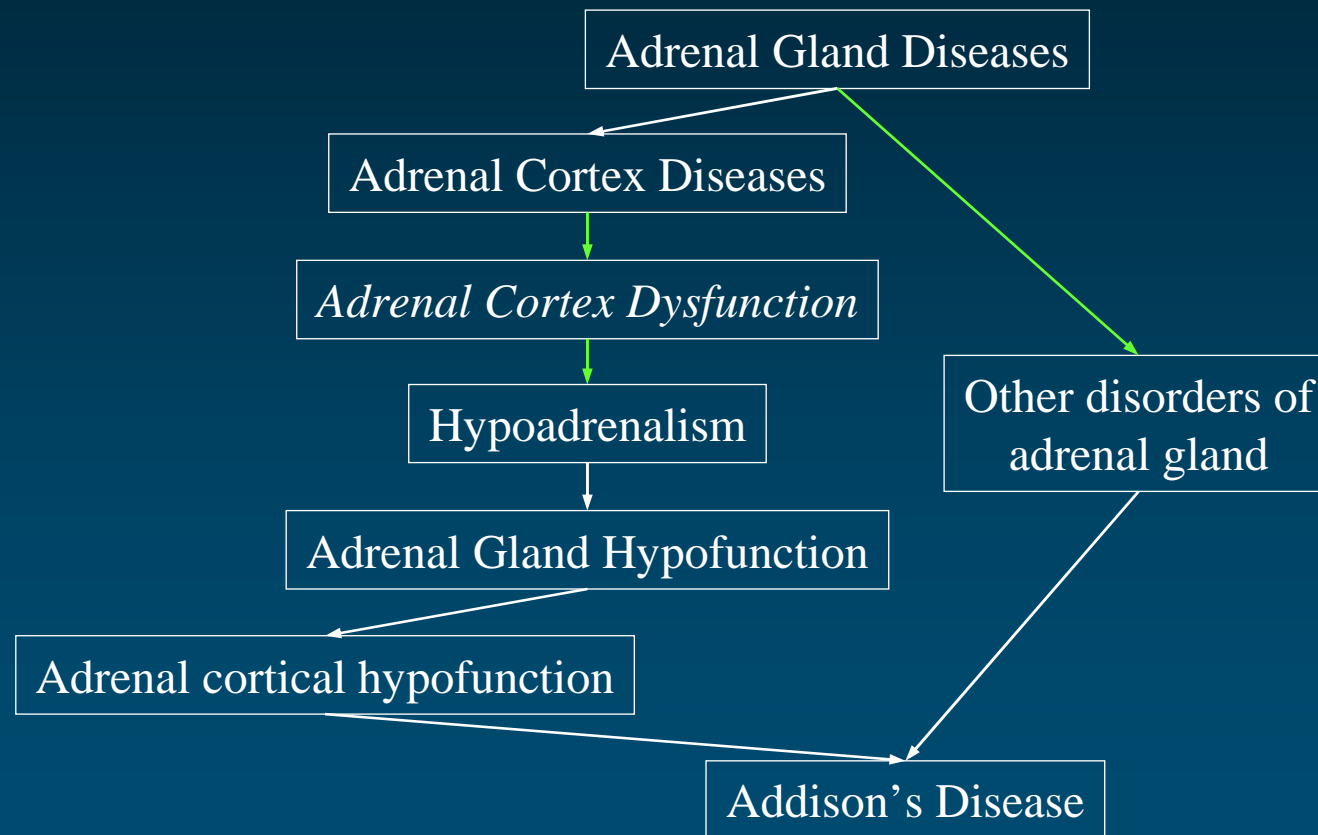 Adrenal Gland Diseases
Adrenal Cortex Diseases
Adrenal Cortex Dysfunction
Hypoadrenalism
Other disorders of
adrenal gland
Adrenal Gland Hypofunction
Adrenal cortical hypofunction
Addison’s Disease